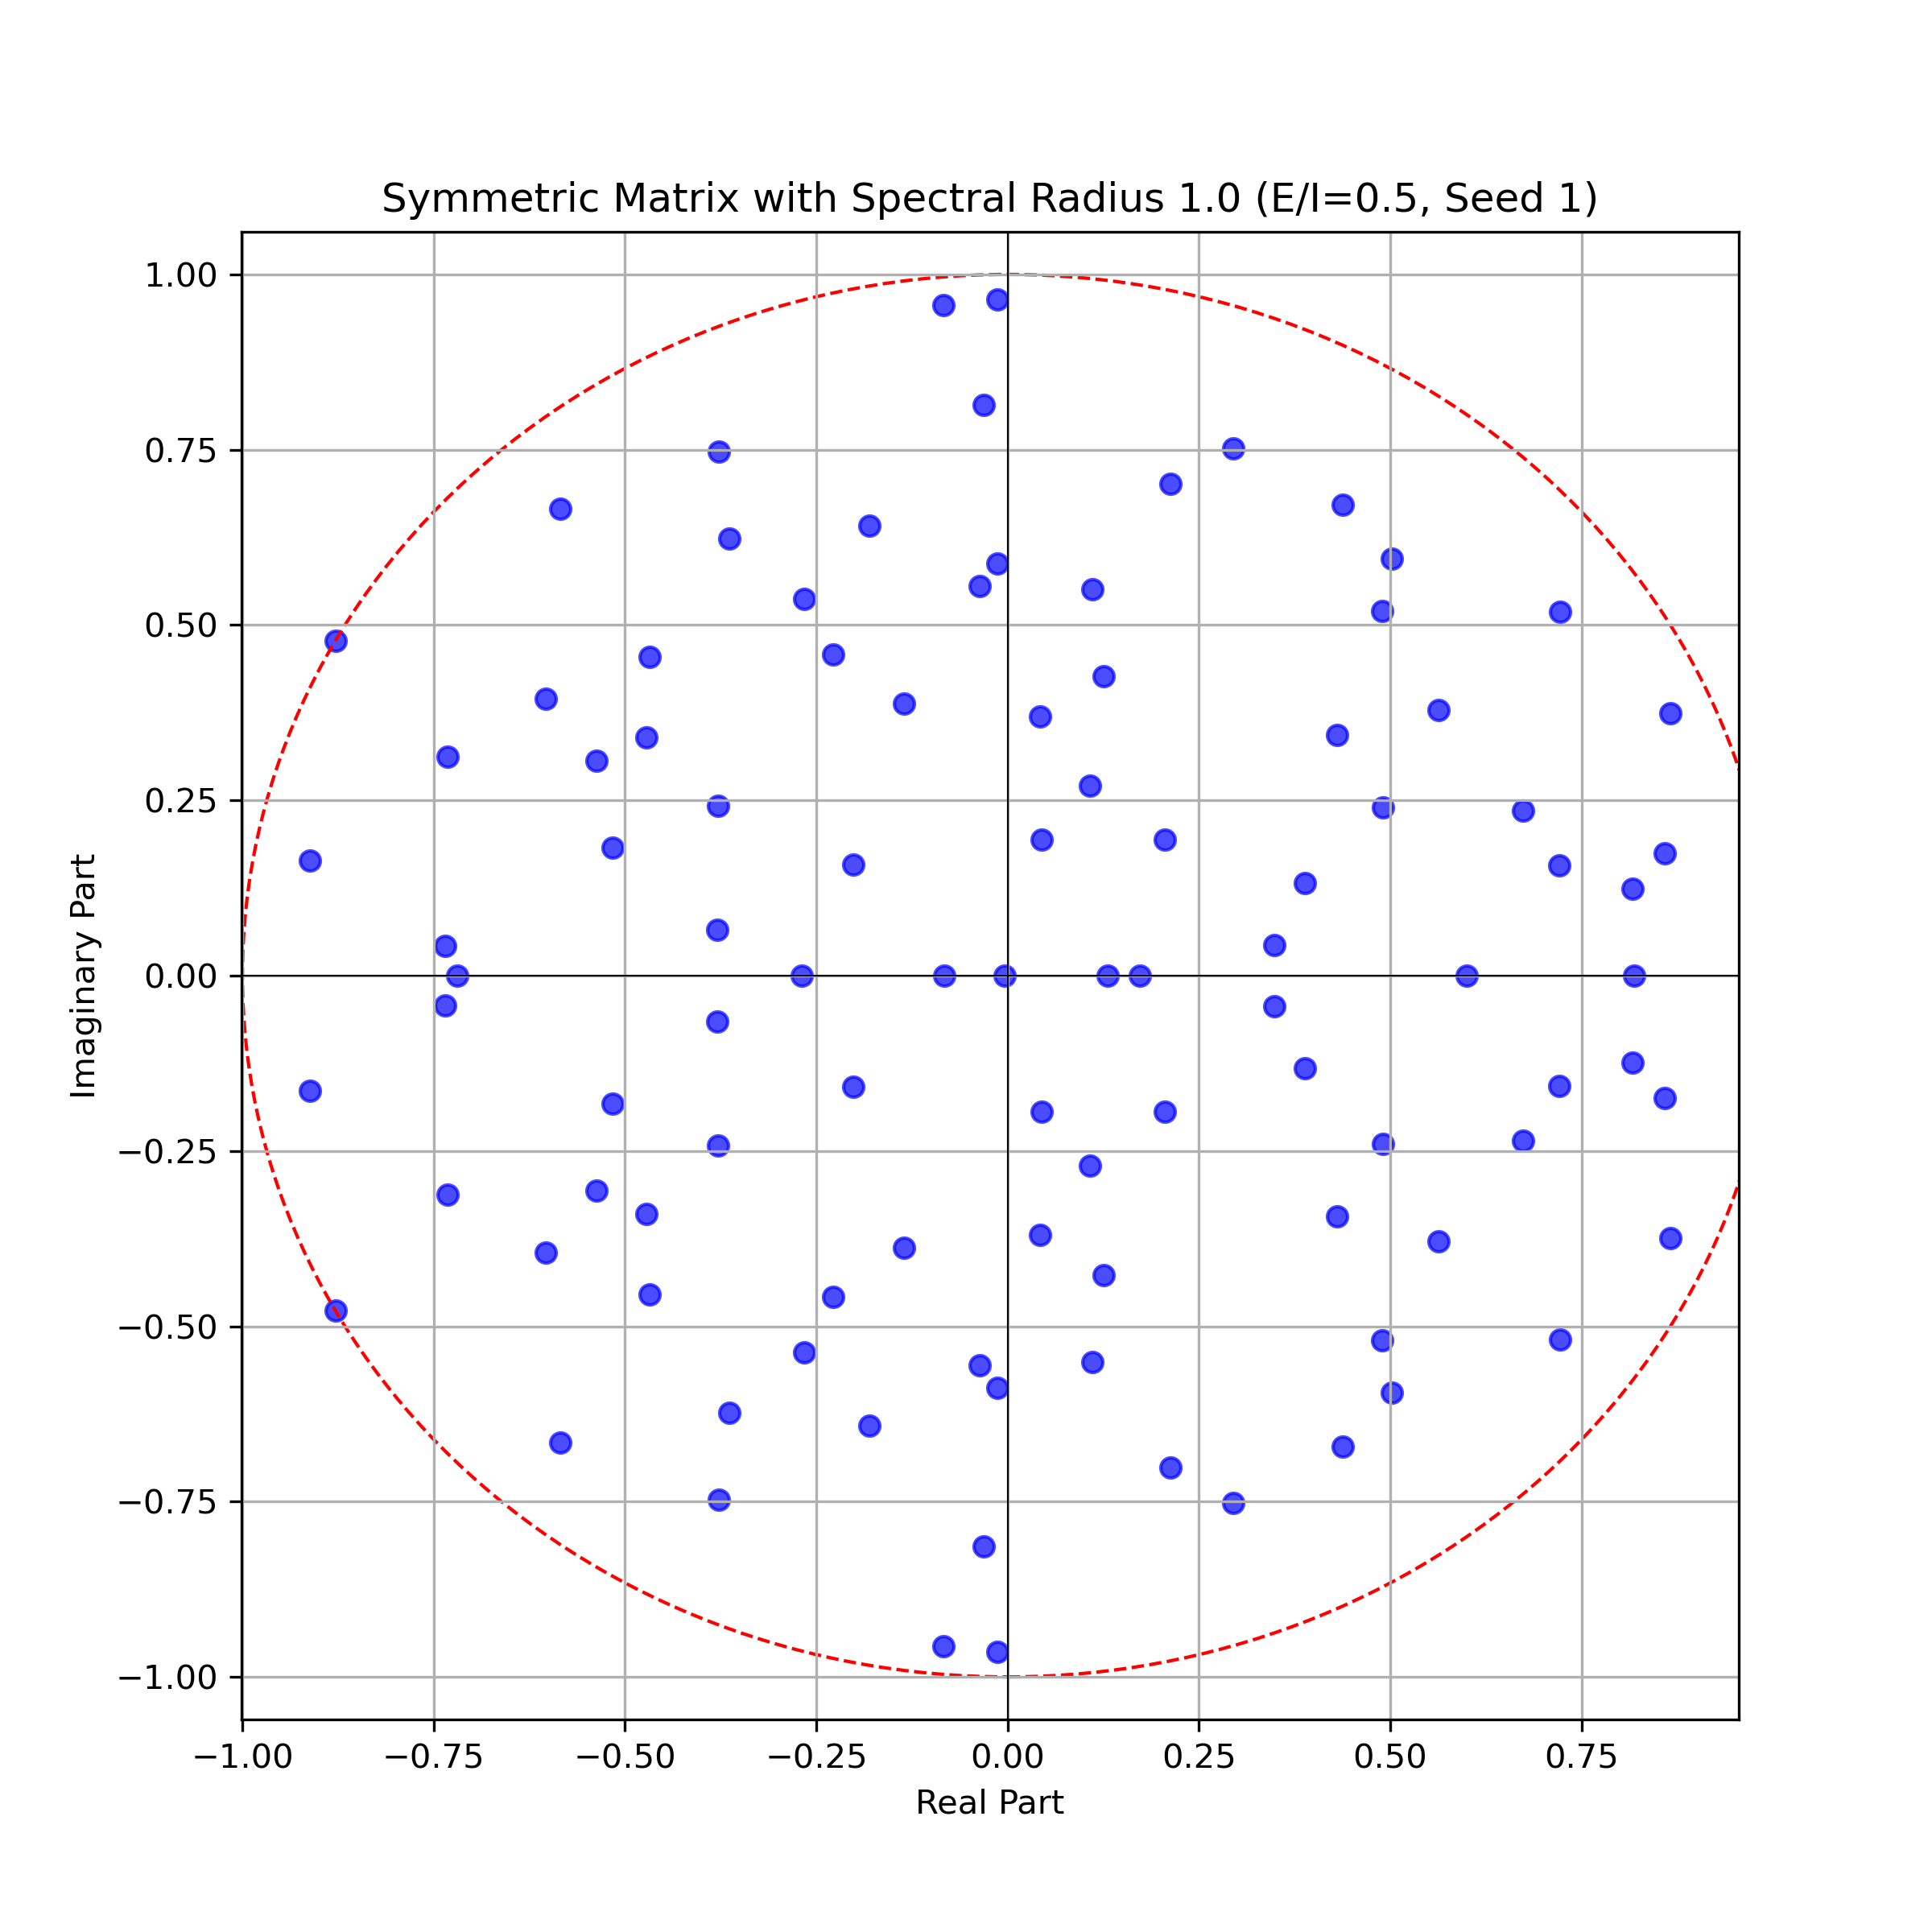 Symmetric Matrix with Spectral Radius 1.0 (E/I=0.5, Seed 1)
1.00
0.75
0.50
0.25
0.00
−0.25
−0.50
−0.75
−1.00
Imaginary Part
−1.00 −0.75 −0.50 −0.25 0.00 0.25 0.50 0.75
Real Part